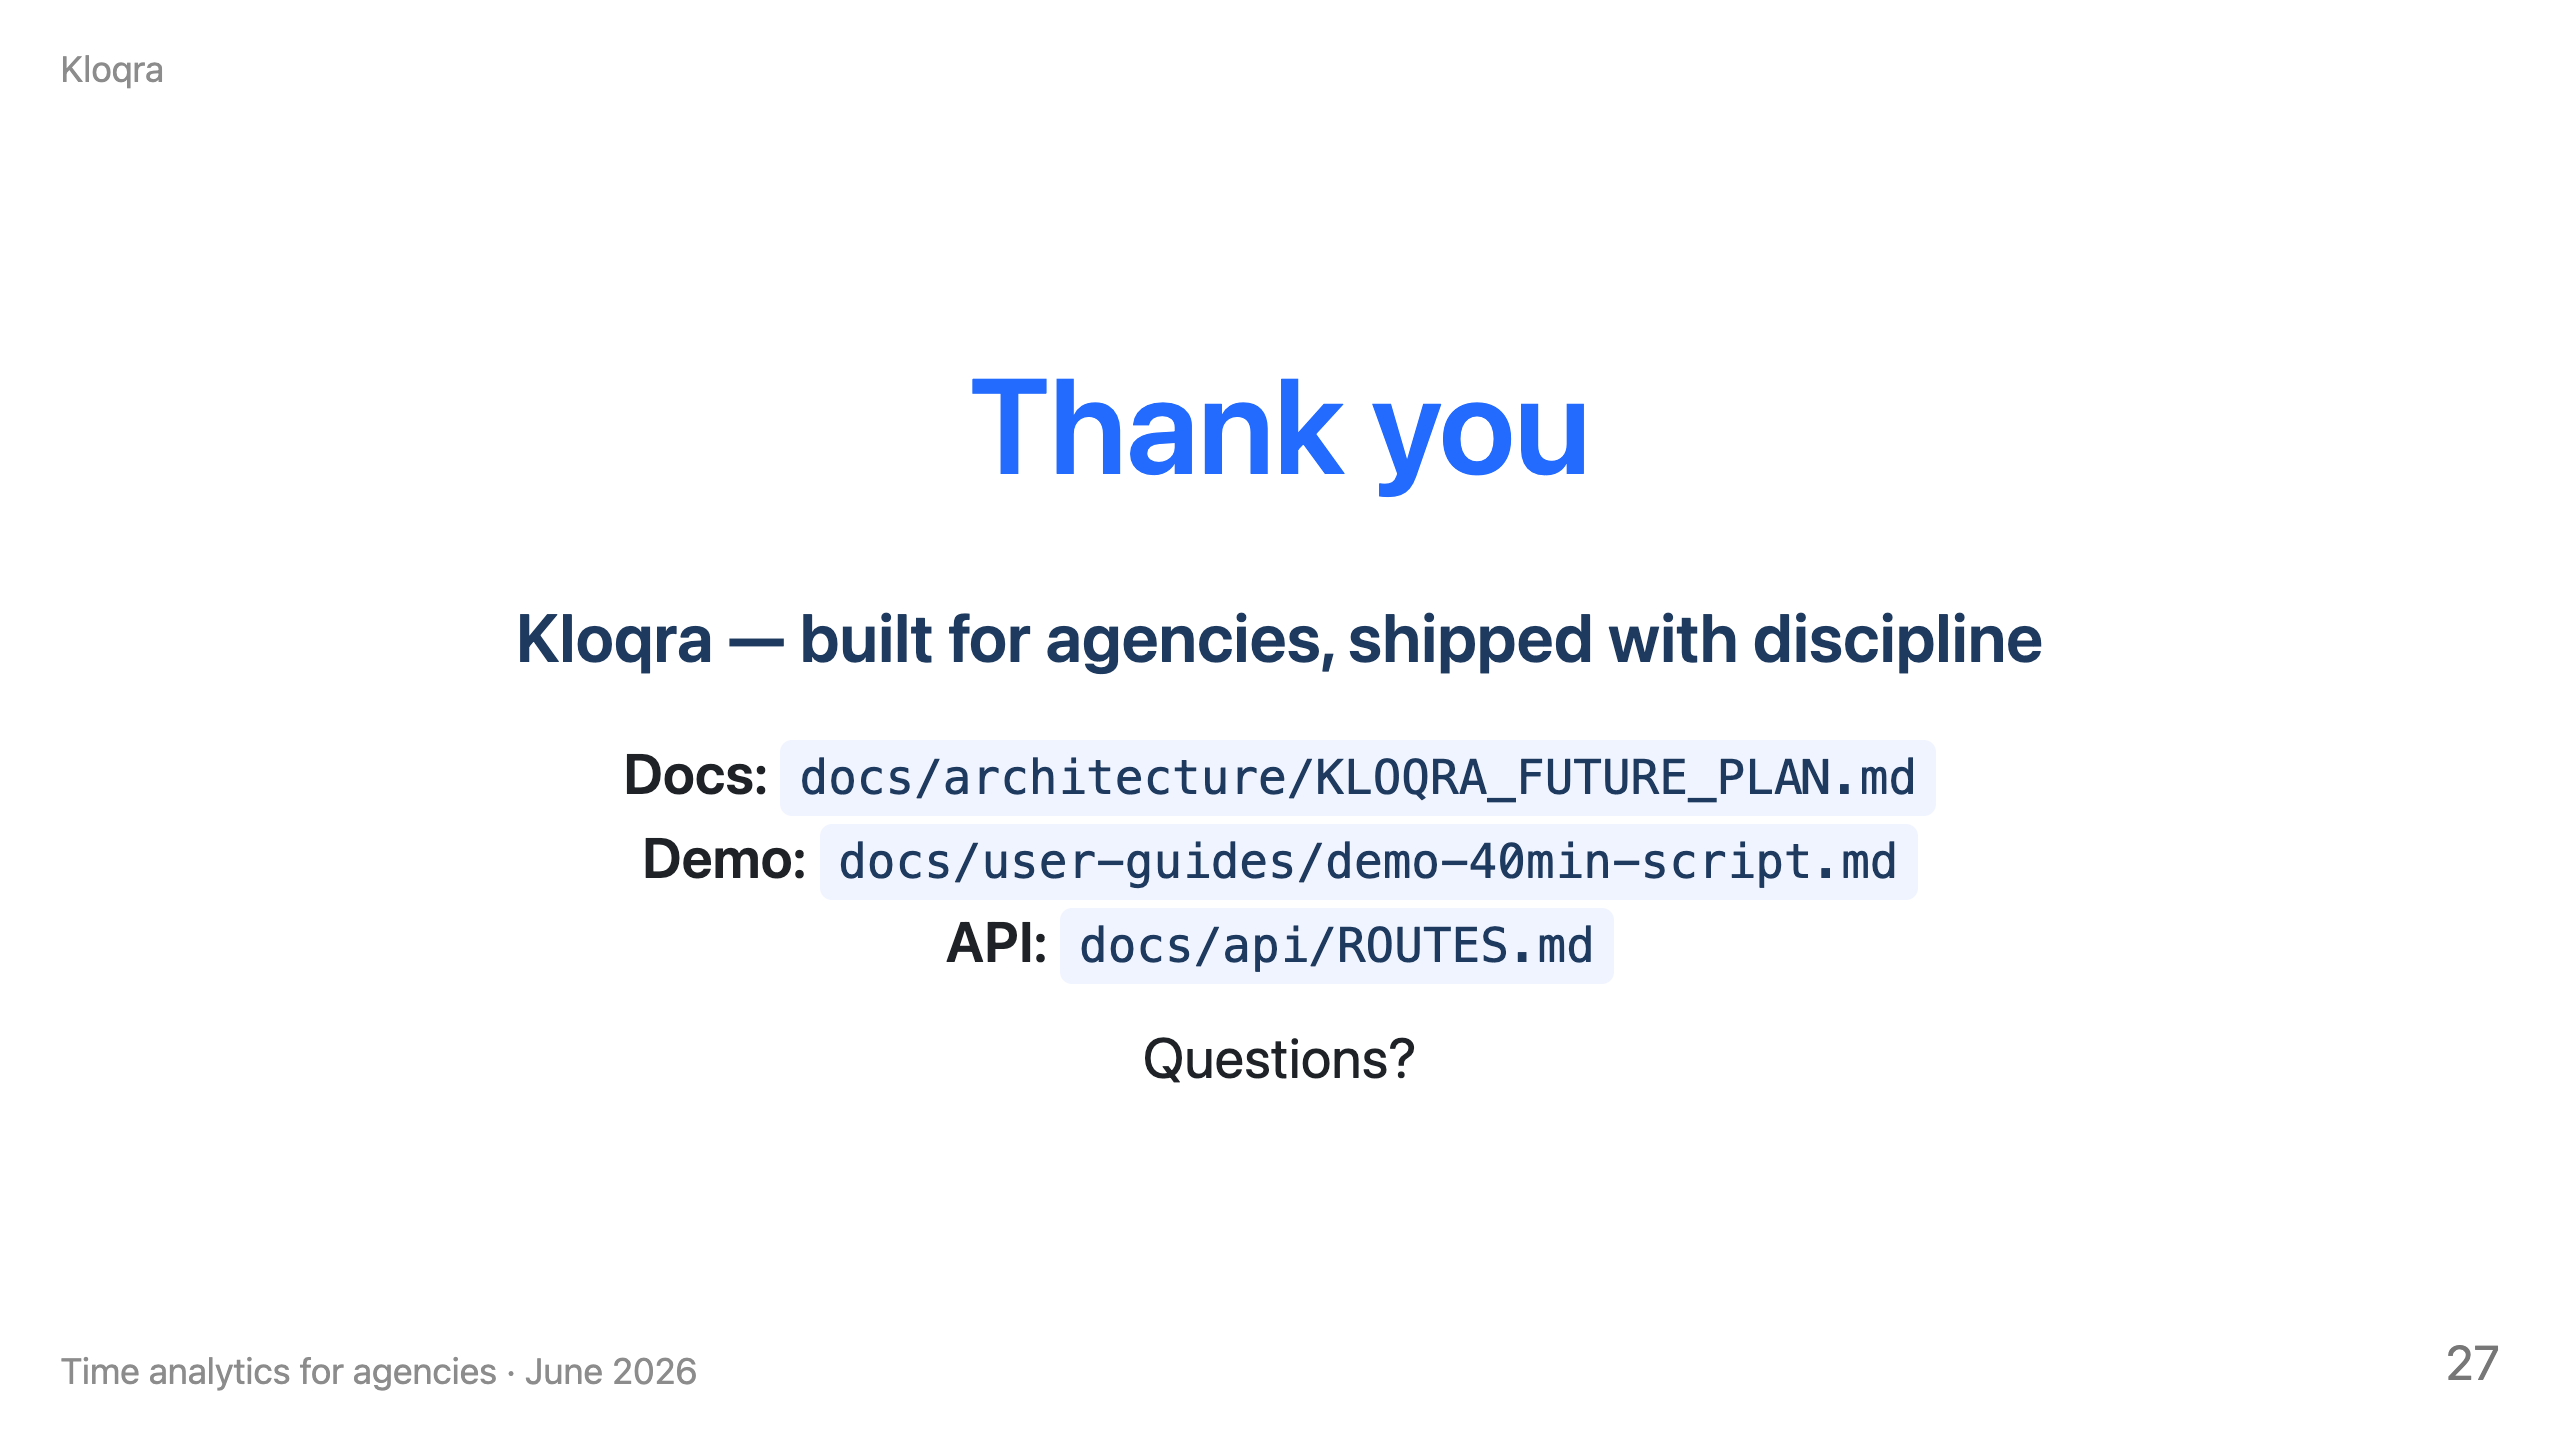 Kloqra
Thank you
Kloqra — built for agencies, shipped with discipline
Docs: docs/architecture/KLOQRA_FUTURE_PLAN.md
Demo: docs/user-guides/demo-40min-script.md
API: docs/api/ROUTES.md
Questions?
Time analytics for agencies · June 2026
27